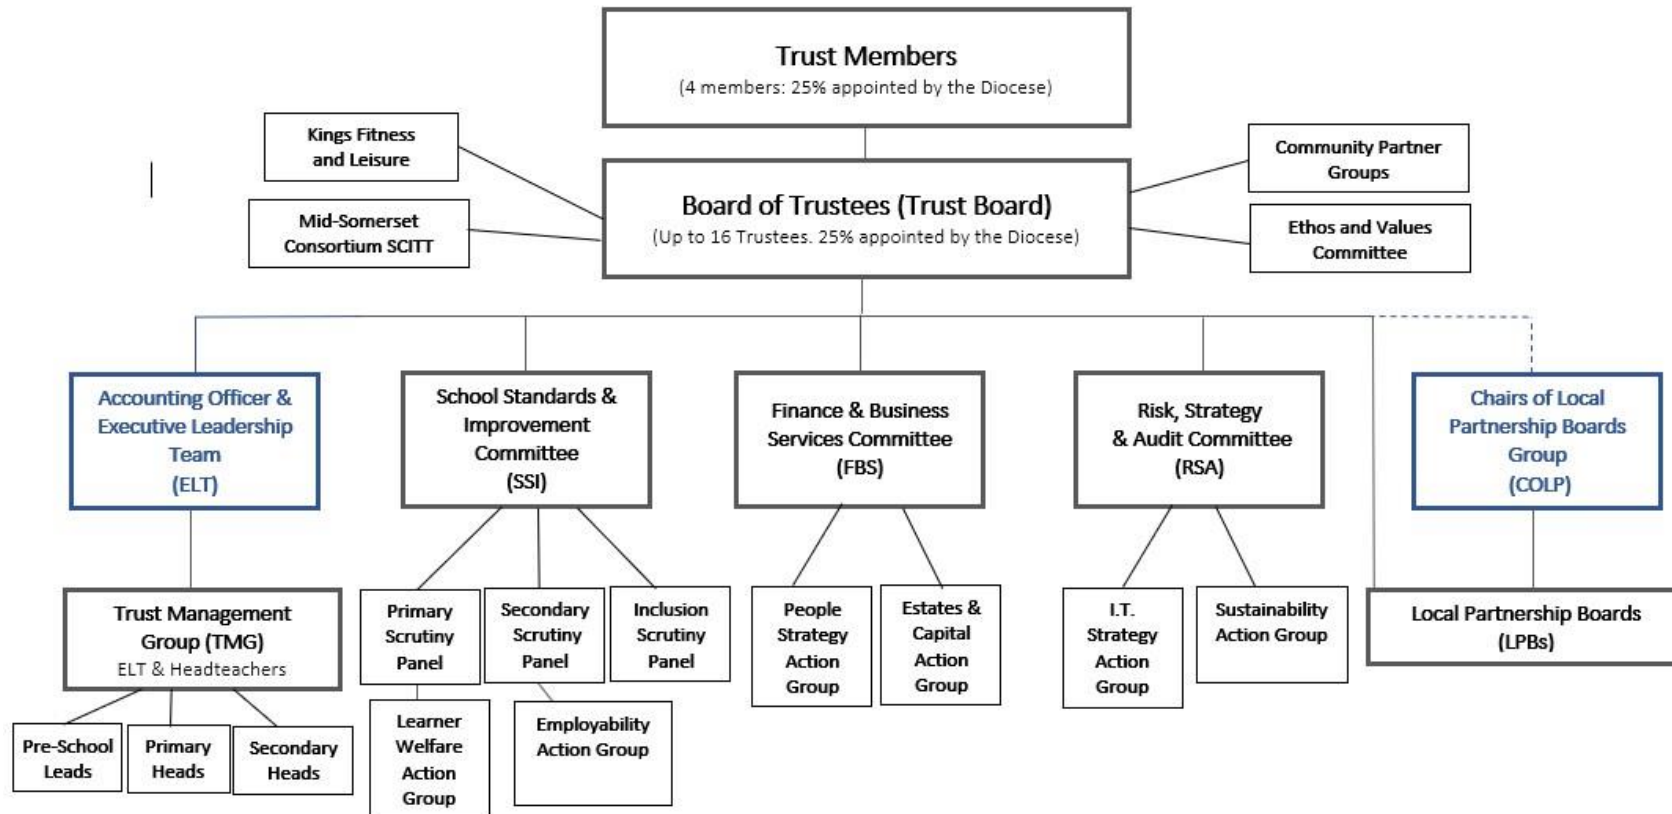 Trust Members
(4 members: 25% appointed by the Diocese)
Kings Fitness
and Leisure
Community Partner
Groups
Board of Trustees (Trust Board)
(Up to 16 Trustees. 25% appointed by the Diocese)
Mid-Somerset
Consortium SCITT
Ethos and Values
Committee
Accounting Officer &
Executive Leadership
Team
(ELT)
School Standards &
Improvement
Committee
(SSI)
Finance & Business
Services Committee
(FBS)
Risk, Strategy
& Audit Committee
(RSA)
Chairs of Local
Partnership Boards
Group
(COLP)
Trust Management
Group (TMG)
ELT & Headteachers
Primary
Scrutiny
Panel
Secondary
Scrutiny
Panel
Inclusion
Scrutiny
Panel
People
Strategy
Action
Group
Estates &
Capital
Action
Group
I.T.
Strategy
Action
Group
Sustainability
Action Group
Local Partnership Boards
(LPBs)
Pre-School
Leads
Primary
Heads
Secondary
Heads
Learner
Welfare
Action
Group
Employability
Action Group